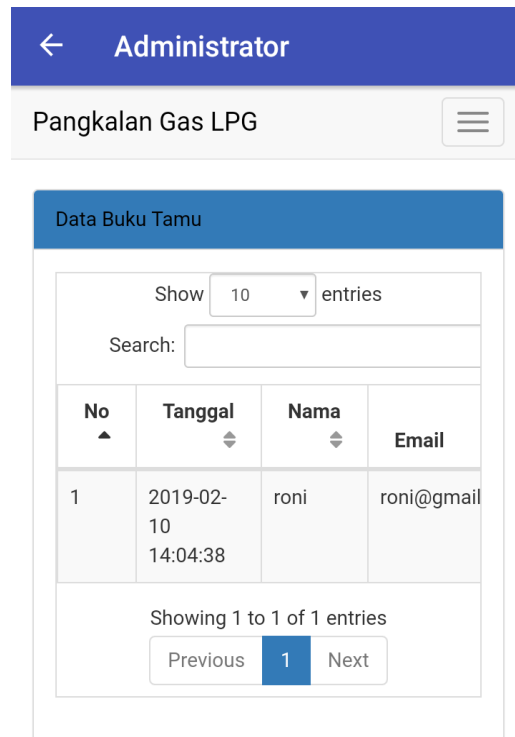 Administrator
Pangkalan Gas LPG
Data Buku Tamu
Show 10 entries
Search:
No Tanggal Nama Email
1 2019-02-10 14:04:38 roni roni@gmail
Showing 1 to 1 of 1 entries
Previous 1 Next